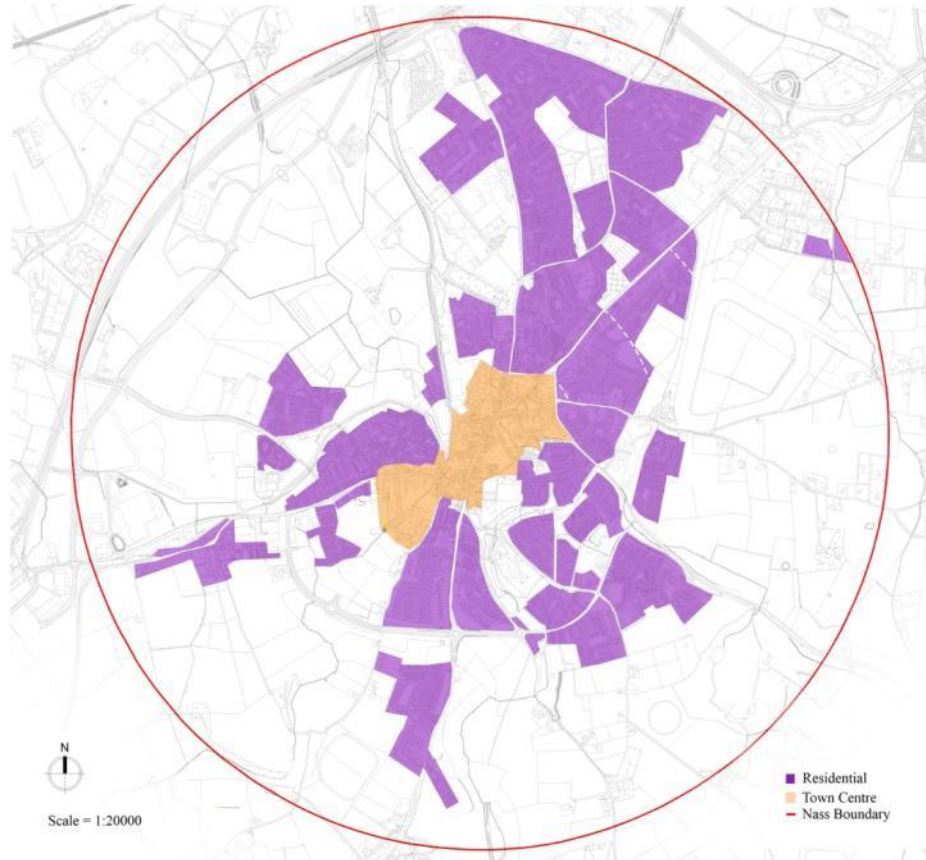 N
Scale = 1:20000
Residential
Town Centre
Nass Boundary